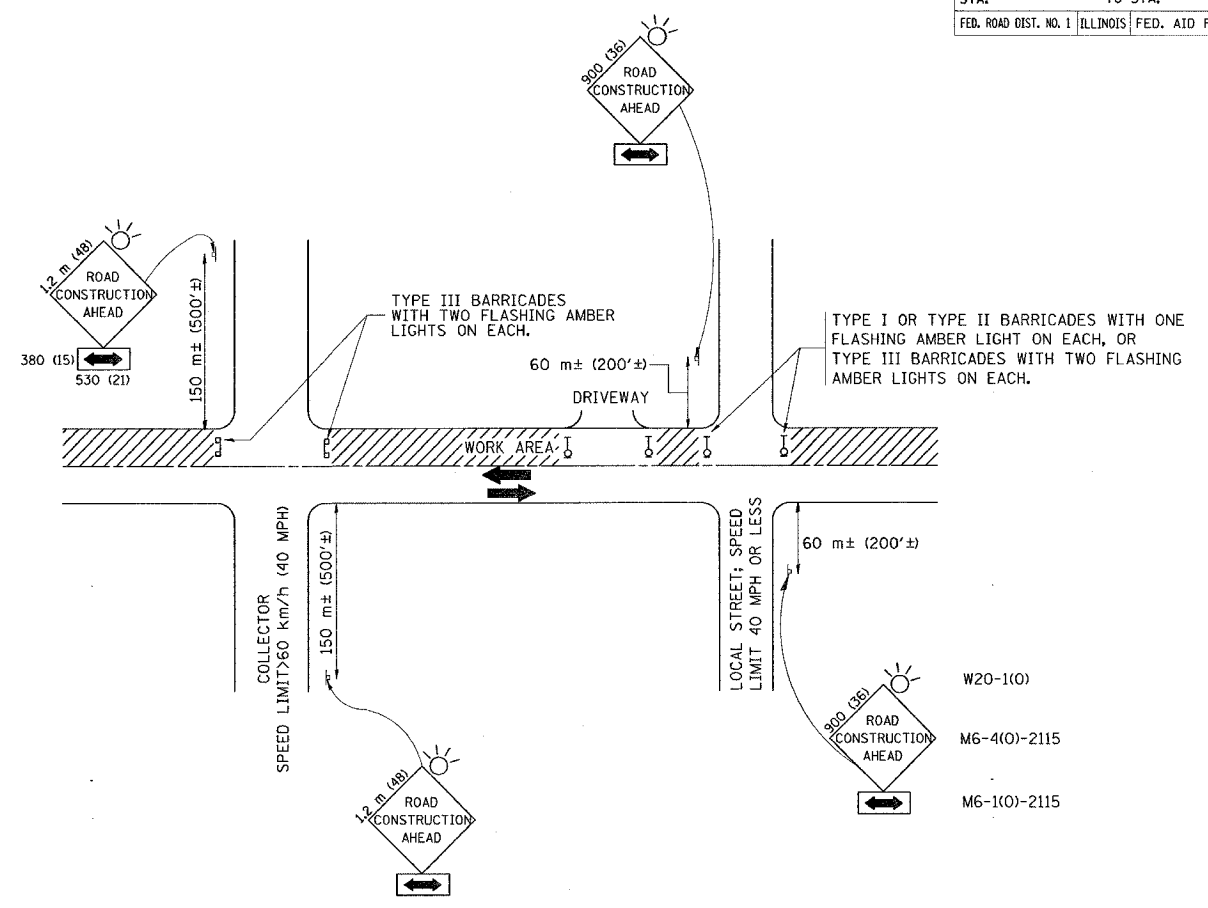 STA. TO STA.
FED. ROAD DIST. NO. 1 ILLINOIS FED. AID
900 (36)
ROAD
CONSTRUCTION
AHEAD
1.2 m (48)
ROAD
CONSTRUCTION
AHEAD
380 (15)
530 (21)
150 m± (500'±)
TYPE III BARRICADES
WITH TWO FLASHING AMBER
LIGHTS ON EACH.
60 m± (200'±)
DRIVEWAY
TYPE I OR TYPE II BARRICADES WITH ONE
FLASHING AMBER LIGHT ON EACH, OR
TYPE III BARRICADES WITH TWO FLASHING
AMBER LIGHTS ON EACH.
WORK AREA
COLLECTOR
SPEED LIMIT>60 km/h (40 MPH)
150 m± (500'±)
LOCAL STREET; SPEED
LIMIT 40 MPH OR LESS
60 m± (200'±)
1.2 m (48)
ROAD
CONSTRUCTION
AHEAD
900 (36)
ROAD
CONSTRUCTION
AHEAD
W20-1(O)
M6-4(O)-2115
M6-1(O)-2115